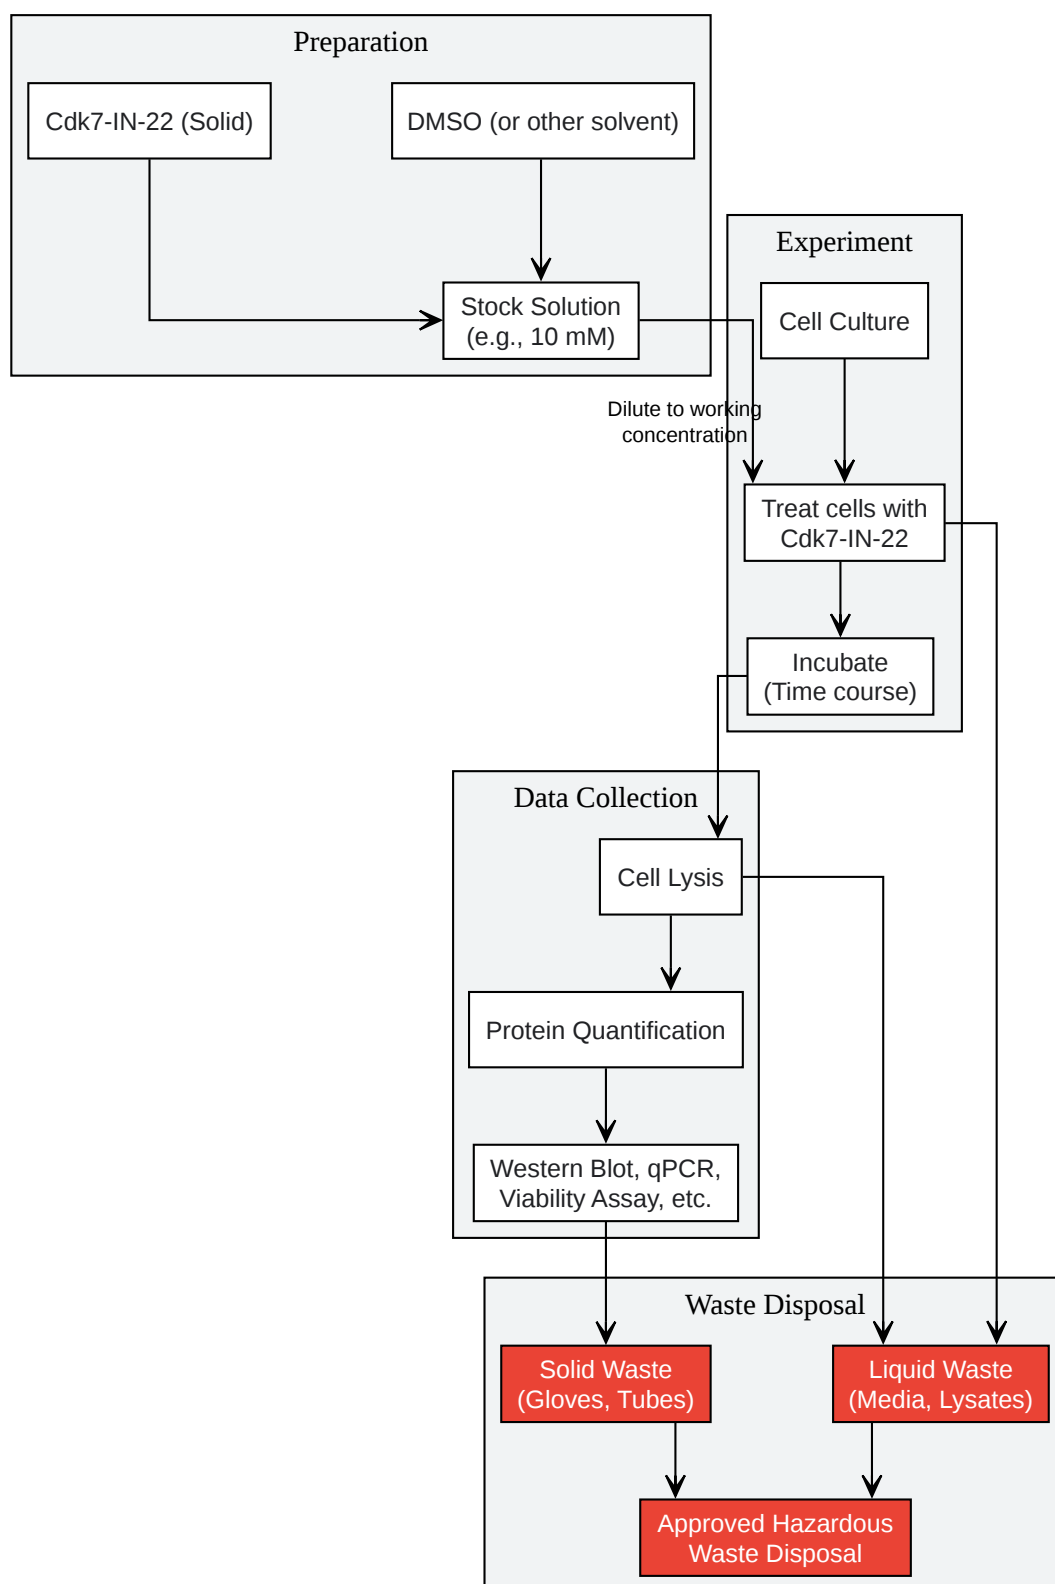 Preparation
Cdk7-IN-22 (Solid)
DMSO (or other solvent)
Stock Solution
(e.g., 10 mM)
Experiment
Cell Culture
Dilute to working
concentration
Treat cells with
Cdk7-IN-22
Incubate
(Time course)
Data Collection
Cell Lysis
Protein Quantification
Western Blot, qPCR,
Viability Assay, etc.
Waste Disposal
Solid Waste
(Gloves, Tubes)
Liquid Waste
(Media, Lysates)
Approved Hazardous
Waste Disposal